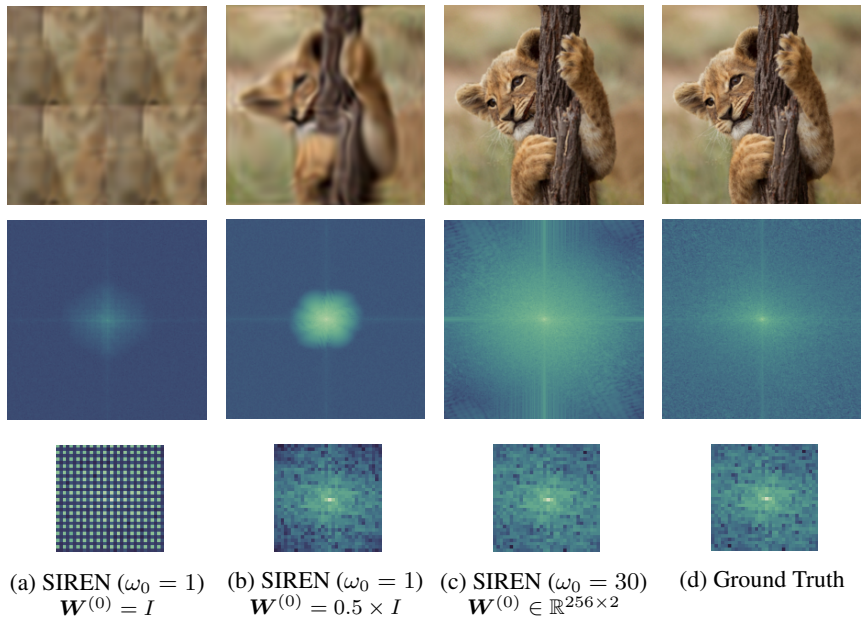 (a) SIREN (ω₀ = 1)
W⁽⁰⁾ = I
(b) SIREN (ω₀ = 1)
W⁽⁰⁾ = 0.5 × I
(c) SIREN (ω₀ = 30)
W⁽⁰⁾ ∈ ℝ²⁵⁶ˣ²
(d) Ground Truth